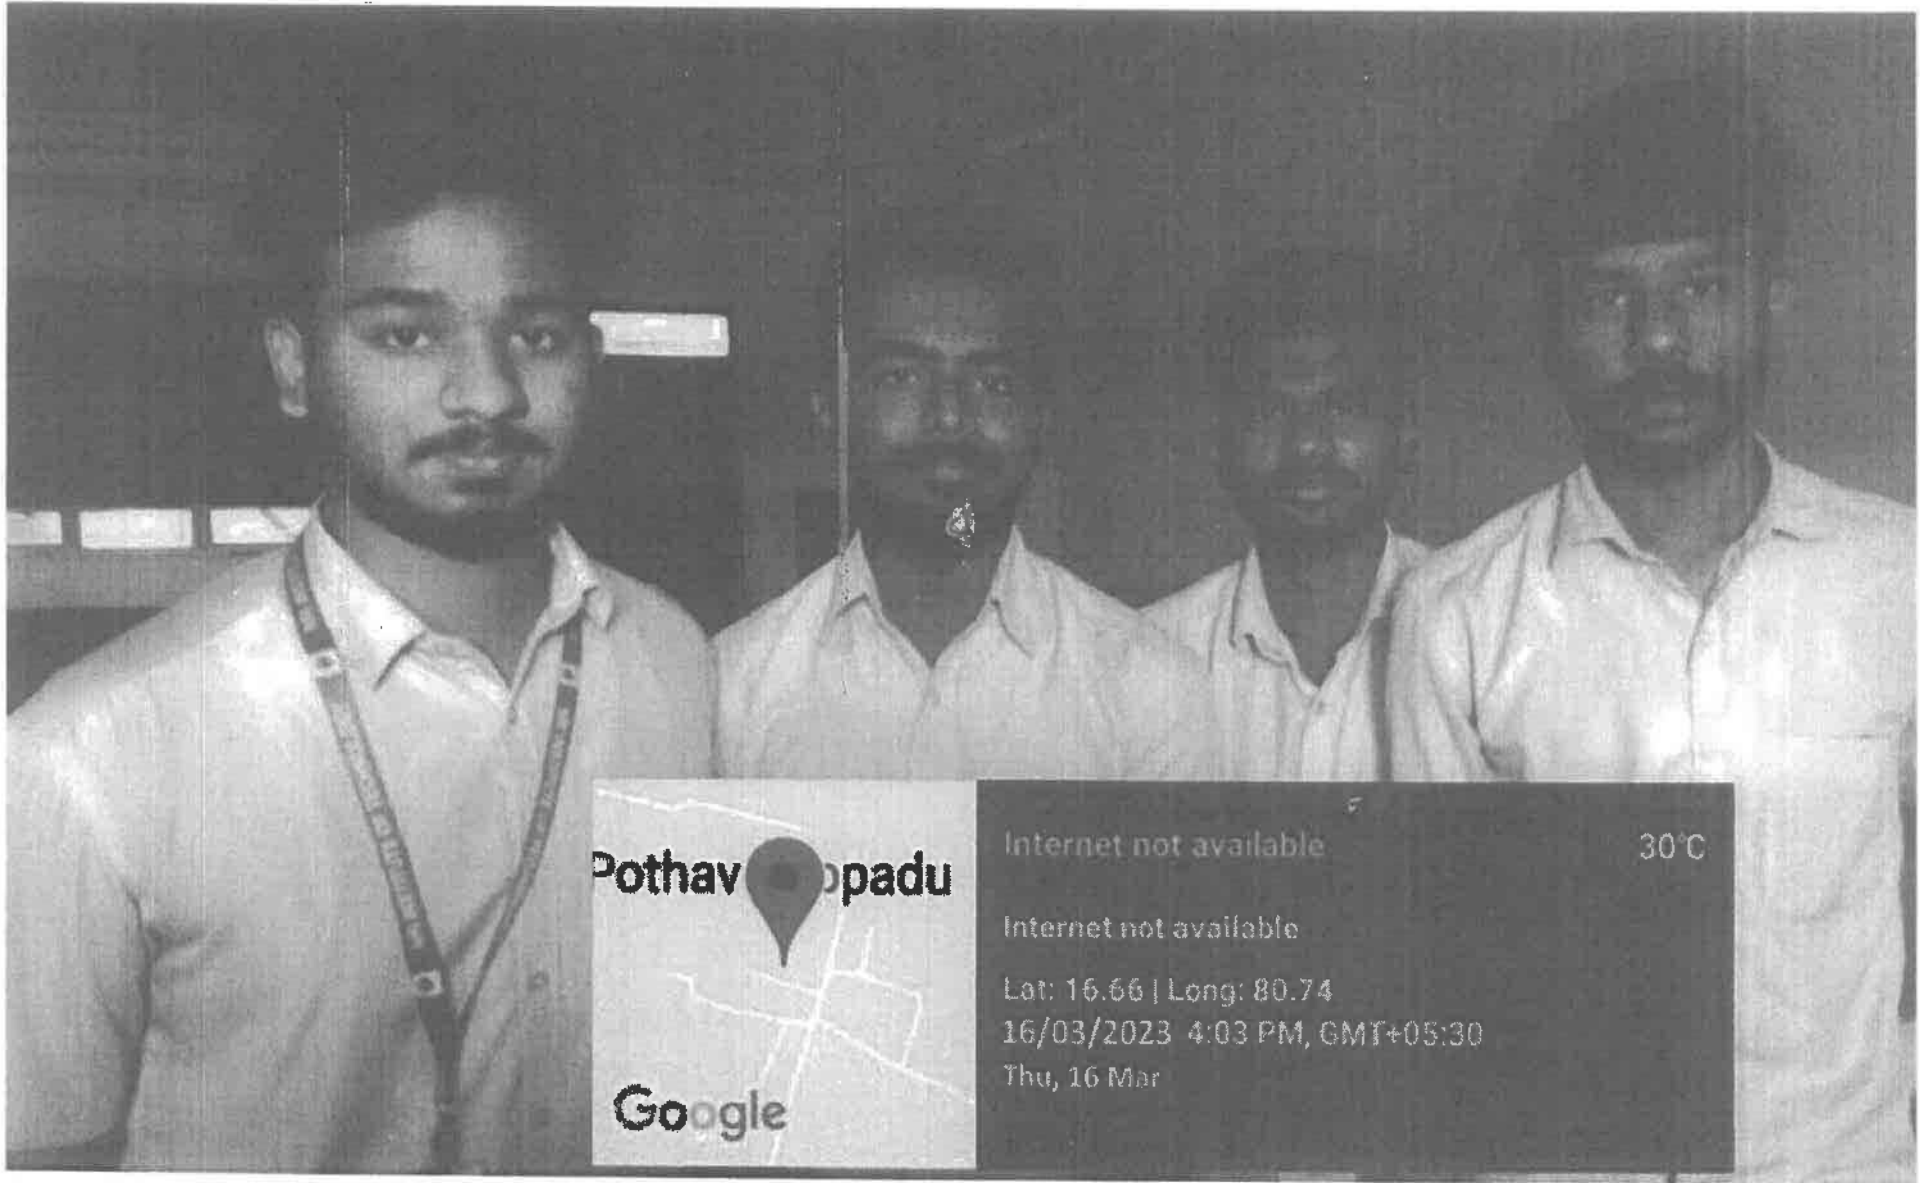 Pothav opadu
Google
Internet not available
30°C
Internet not available
Lat: 16.66 | Long: 80.74
16/03/2023 4:03 PM, GMT+05:30
Thu, 16 Mar